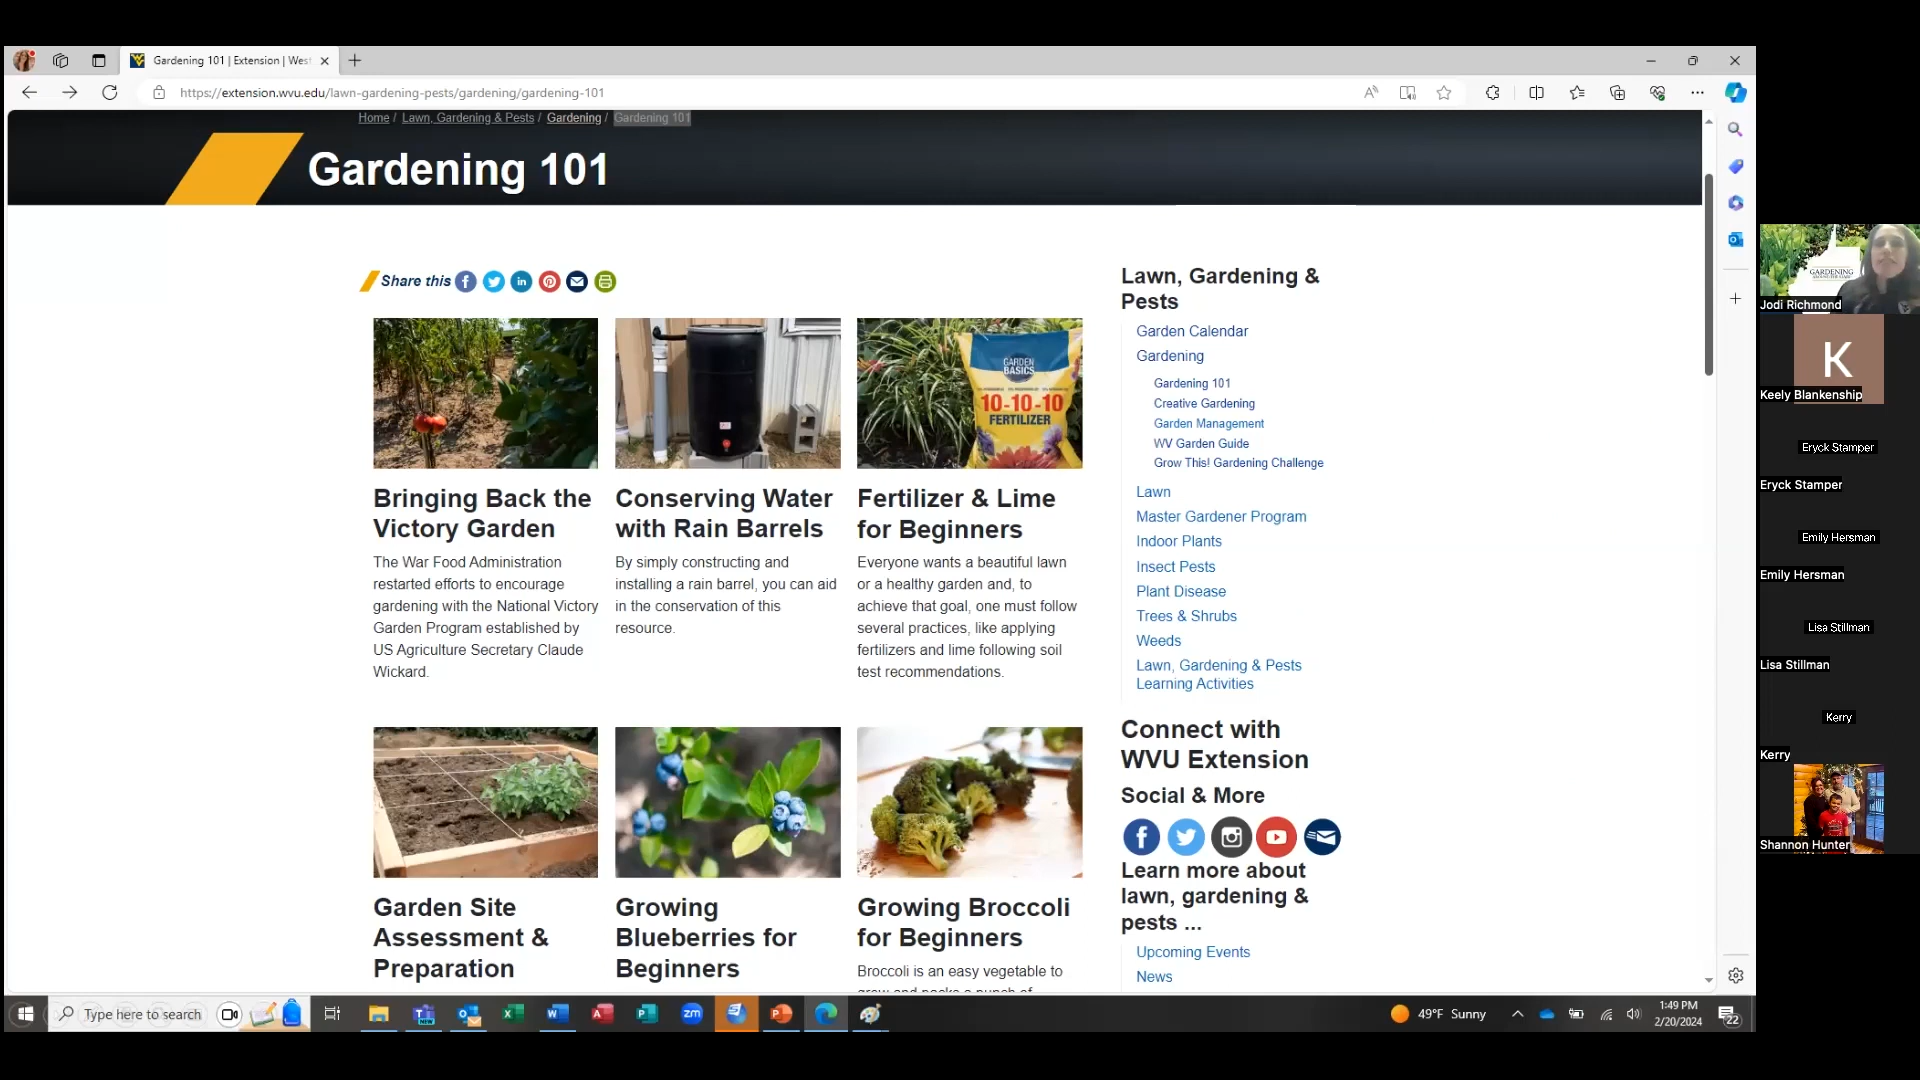 Gardening 101 | Extension | Wes
https://extension.wvu.edu/lawn-gardening-pests/gardening/gardening-101
Home / Lawn, Gardening & Pests / Gardening / Gardening 101
Gardening 101
Share this
Bringing Back the
Victory Garden
The War Food Administration
restarted efforts to encourage
gardening with the National Victory
Garden Program established by
US Agriculture Secretary Claude
Wickard.
Conserving Water
with Rain Barrels
By simply constructing and
installing a rain barrel, you can aid
in the conservation of this
resource.
GARDEN
BASICS
10-10-10
FERTILIZER
Fertilizer & Lime
for Beginners
Everyone wants a beautiful lawn
or a healthy garden and, to
achieve that goal, one must follow
several practices, like applying
fertilizers and lime following soil
test recommendations.
Garden Site
Assessment &
Preparation
Growing
Blueberries for
Beginners
Growing Broccoli
for Beginners
Broccoli is an easy vegetable to
grow and packs a punch of
Lawn, Gardening &
Pests
Garden Calendar
Gardening
Gardening 101
Creative Gardening
Garden Management
WV Garden Guide
Grow This! Gardening Challenge
Lawn
Master Gardener Program
Indoor Plants
Insect Pests
Plant Disease
Trees & Shrubs
Weeds
Lawn, Gardening & Pests
Learning Activities
Connect with
WVU Extension
Social & More
Learn more about
lawn, gardening &
pests ...
Upcoming Events
News
GARDENING
Jodi Richmond
K
Keely Blankenship
Eryck Stamper
Eryck Stamper
Emily Hersman
Emily Hersman
Lisa Stillman
Lisa Stillman
Kerry
Kerry
Shannon Hunter
Type here to search
zm
49°F Sunny
1:49 PM
2/20/2024
22